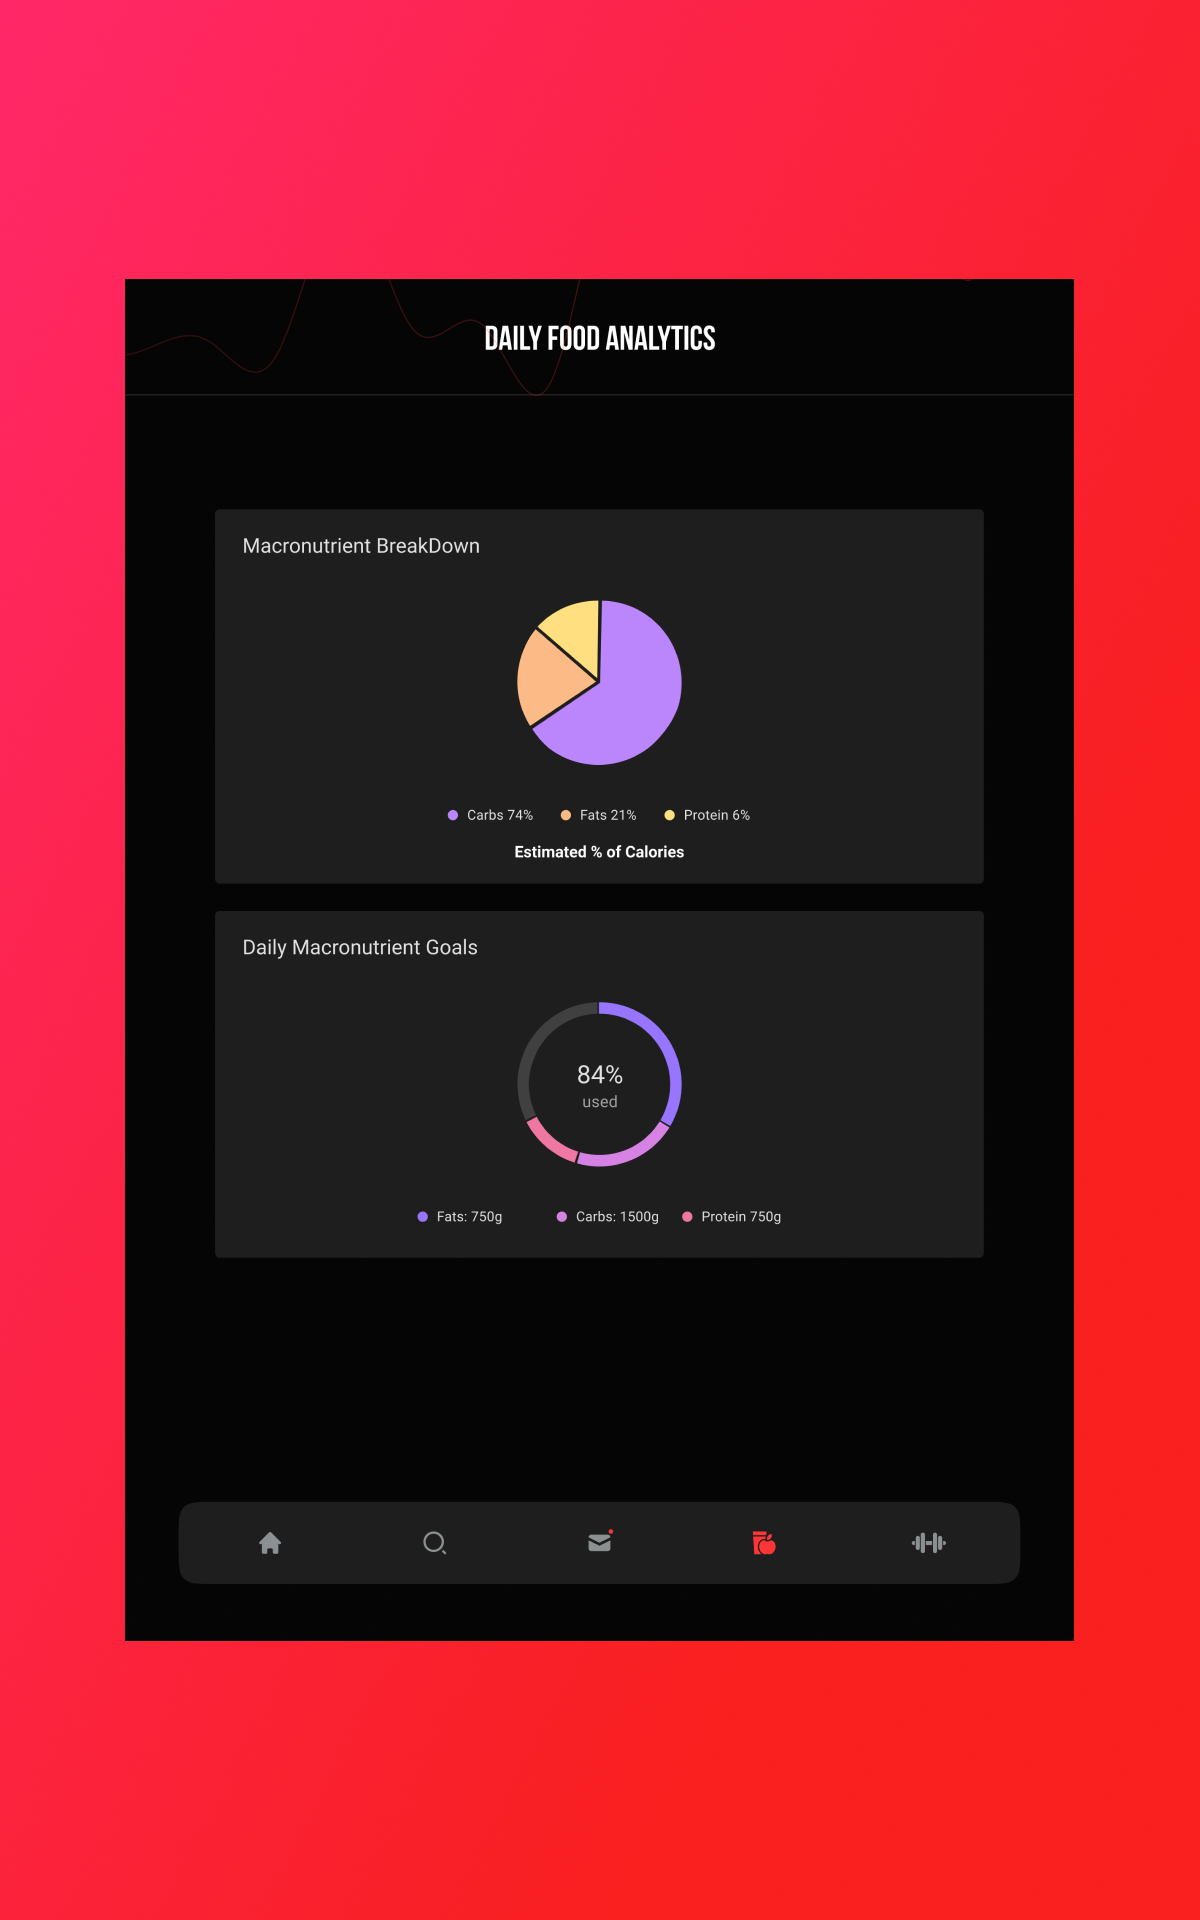 DAILY FOOD ANALYTICS
Macronutrient BreakDown
Carbs 74% Fats 21% Protein 6%
Estimated % of Calories
Daily Macronutrient Goals
84%
used
Fats: 750g Carbs: 1500g Protein 750g